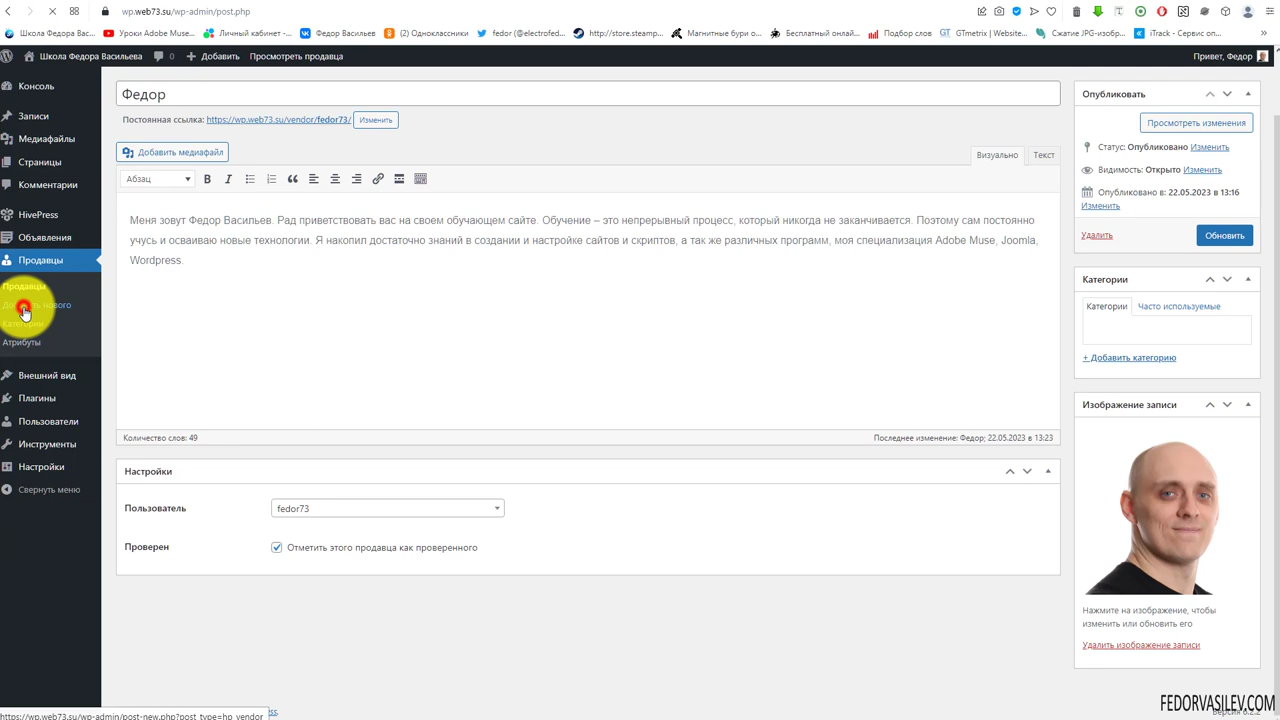 wp.web73.su/wp-admin/post.php
Школа Федора Ва...
Уроки Adobe Muse...
Личный кабинет -...
Федор Васильев
(2) Одноклассники
fedor (@electrofed...
http://store.steamp...
Магнитные бури о...
Бесплатный онлай...
Подбор слов
GTmetrix | Website...
Сжатие JPG-изобр...
iTrack - Сервис оп...
Школа Федора Васильева
0
Добавить
Просмотреть продавца
Привет, Федор
Консоль
Записи
Медиафайлы
Страницы
Комментарии
HivePress
Объявления
Продавцы
Продавцы
Атрибуты
Внешний вид
Плагины
Пользователи
Инструменты
Настройки
Свернуть меню
Федор
Постоянная ссылка: https://wp.web73.su/vendor/fedor73/ Изменить
Добавить медиафайл
Визуально
Текст
Абзац
Меня зовут Федор Васильев. Рад приветствовать вас на своем обучающем сайте. Обучение – это непрерывный процесс, который никогда не заканчивается. Поэтому сам постоянно
учусь и осваиваю новые технологии. Я накопил достаточно знаний в создании и настройке сайтов и скриптов, а так же различных программ, моя специализация Adobe Muse, Joomla,
Wordpress.
Количество слов: 49
Последнее изменение: Федор; 22.05.2023 в 13:23
Настройки
Пользователь
fedor73
Проверен
Отметить этого продавца как проверенного
Опубликовать
Просмотреть изменения
Статус: Опубликовано Изменить
Видимость: Открыто Изменить
Опубликовано в: 22.05.2023 в 13:16
Изменить
Удалить
Обновить
Категории
Категории
Часто используемые
+ Добавить категорию
Изображение записи
Нажмите на изображение, чтобы
изменить или обновить его
Удалить изображение записи
FEDORVASILEV.COM
https://wp.web73.su/wp-admin/post-new.php?post_type=hp_vendor